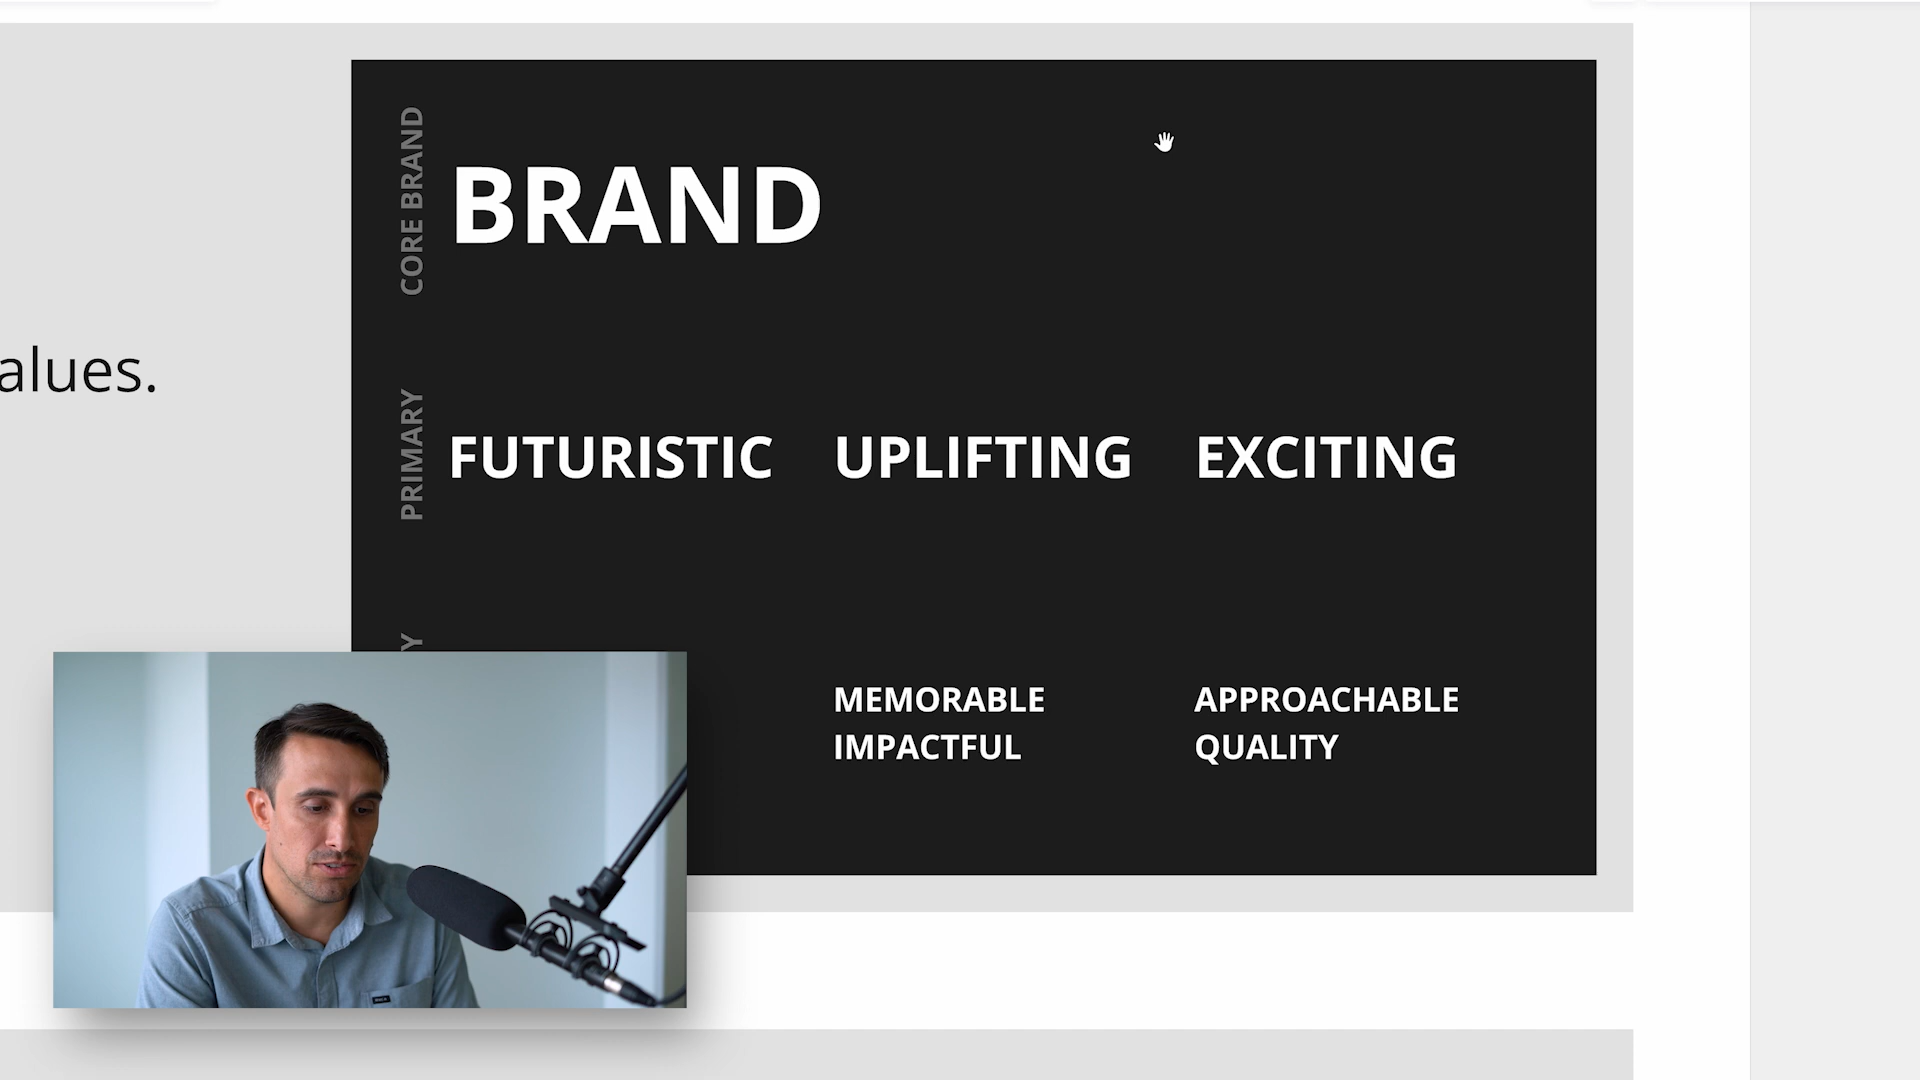 alues.
CORE BRAND
BRAND
PRIMARY
FUTURISTIC UPLIFTING EXCITING
Y
MEMORABLE APPROACHABLE
IMPACTFUL QUALITY